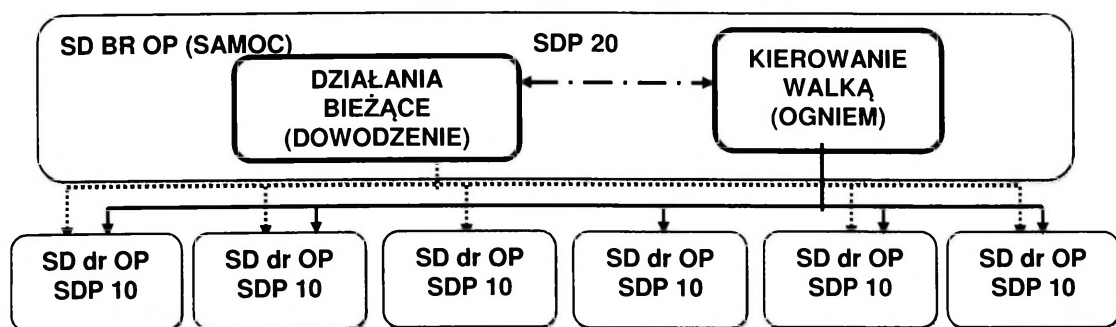 SD BR OP (SAMOC)
SDP 20
DZIAŁANIA
BIEŻĄCE
(DOWODZENIE)
KIEROWANIE
WALKĄ
(OGNIEM)
SD dr OP
SDP 10
SD dr OP
SDP 10
SD dr OP
SDP 10
SD dr OP
SDP 10
SD dr OP
SDP 10
SD dr OP
SDP 10